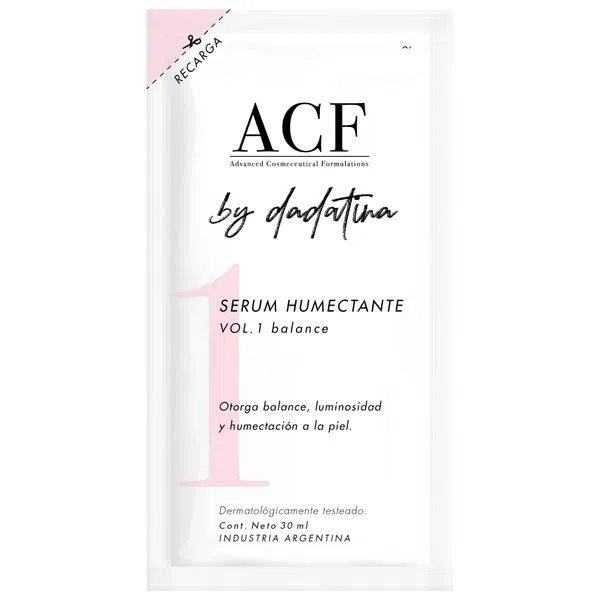 RECARGA
ACF
Advanced Cosmeceutical Formulations
by dadatina
1
SERUM HUMECTANTE
VOL.1 balance
Otorga balance, luminosidad
y humectación a la piel.
Dermatológicamente testeado.
Cont. Neto 30 ml
INDUSTRIA ARGENTINA